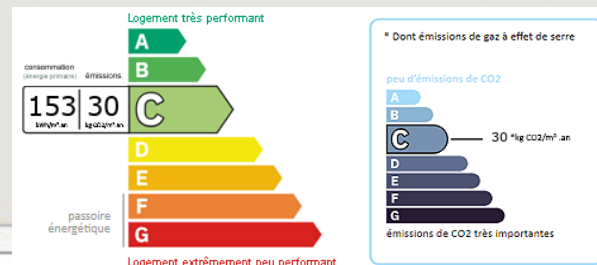 Logement très performant
A
B
consommation
(énergie primaire)
émissions
153
kWh/m².an
30
kg CO2/m².an
C
D
E
F
G
passoire
énergétique
Logement extrêmement peu performant
* Dont émissions de gaz à effet de serre
peu d'émissions de CO2
A
B
C
30 *kg CO2/m² .an
D
E
F
G
émissions de CO2 très importantes